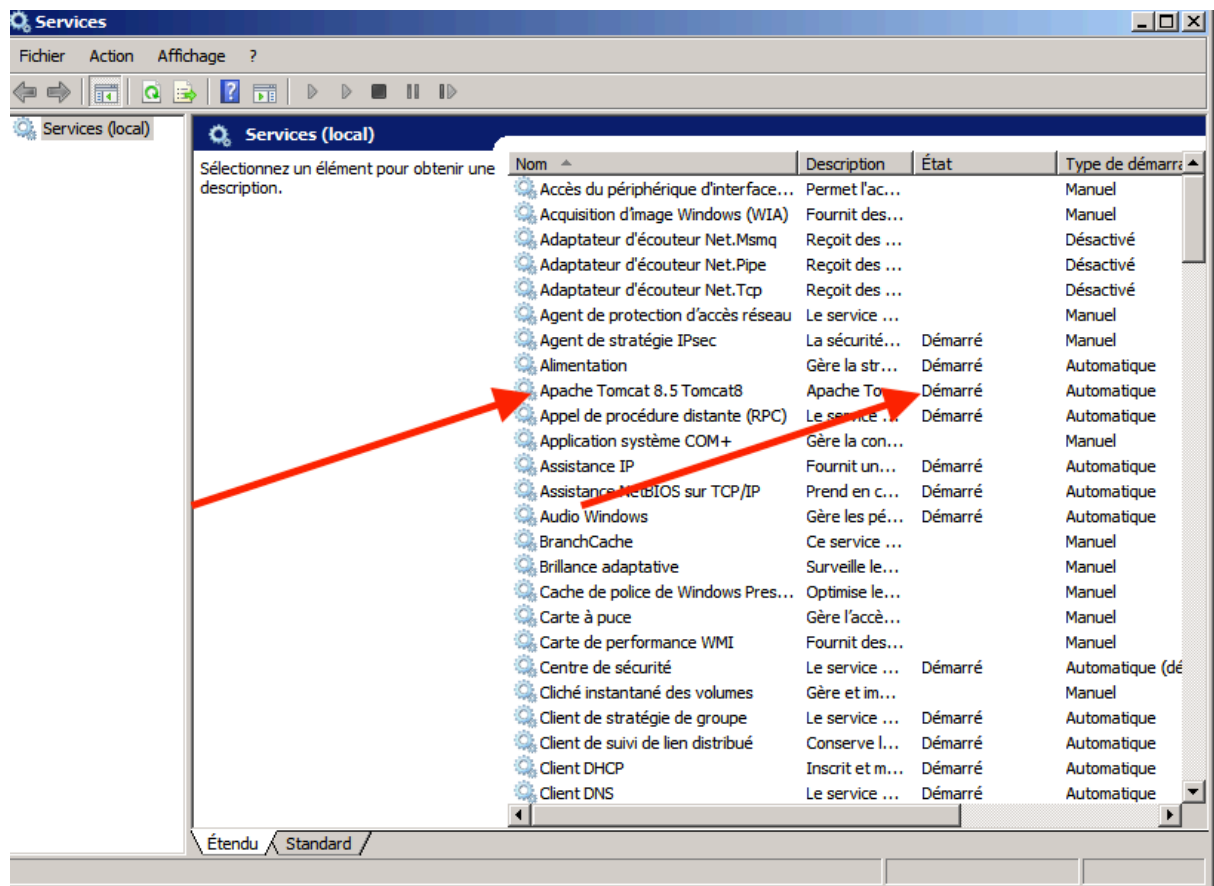 Services
Fichier Action Affichage ?
Services (local)
Services (local)
Sélectionnez un élément pour obtenir une
description.
Nom Description État Type de démarra
Accès du périphérique d'interface... Permet l'ac... Manuel
Acquisition d'image Windows (WIA) Fournit des... Manuel
Adaptateur d'écouteur Net.Msmq Reçoit des ... Désactivé
Adaptateur d'écouteur Net.Pipe Reçoit des ... Désactivé
Adaptateur d'écouteur Net.Tcp Reçoit des ... Désactivé
Agent de protection d'accès réseau Le service ... Manuel
Agent de stratégie IPsec La sécurité... Démarré Manuel
Alimentation Gère la str... Démarré Automatique
Apache Tomcat 8.5 Tomcat8 Apache To Démarré Automatique
Appel de procédure distante (RPC) Le service ... Démarré Automatique
Application système COM+ Gère la con... Manuel
Assistance IP Fournit un... Démarré Automatique
Assistance NetBIOS sur TCP/IP Prend en c... Démarré Automatique
Audio Windows Gère les pé... Démarré Automatique
BranchCache Ce service ... Manuel
Brillance adaptative Surveille le... Manuel
Cache de police de Windows Pres... Optimise le... Manuel
Carte à puce Gère l'accè... Manuel
Carte de performance WMI Fournit des... Manuel
Centre de sécurité Le service ... Démarré Automatique (dé
Cliché instantané des volumes Gère et im... Manuel
Client de stratégie de groupe Le service ... Démarré Automatique
Client de suivi de lien distribué Conserve l... Démarré Automatique
Client DHCP Inscrit et m... Démarré Automatique
Client DNS Le service ... Démarré Automatique
Étendu Standard